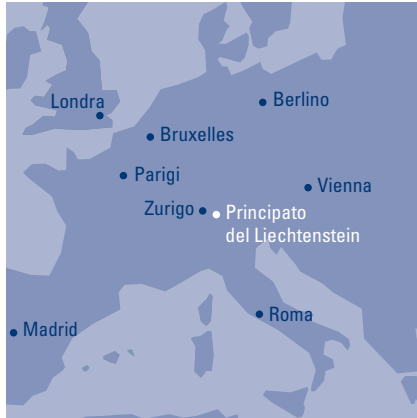 Londra
Berlino
Bruxelles
Parigi
Vienna
Zurigo
Principato
del Liechtenstein
Roma
Madrid